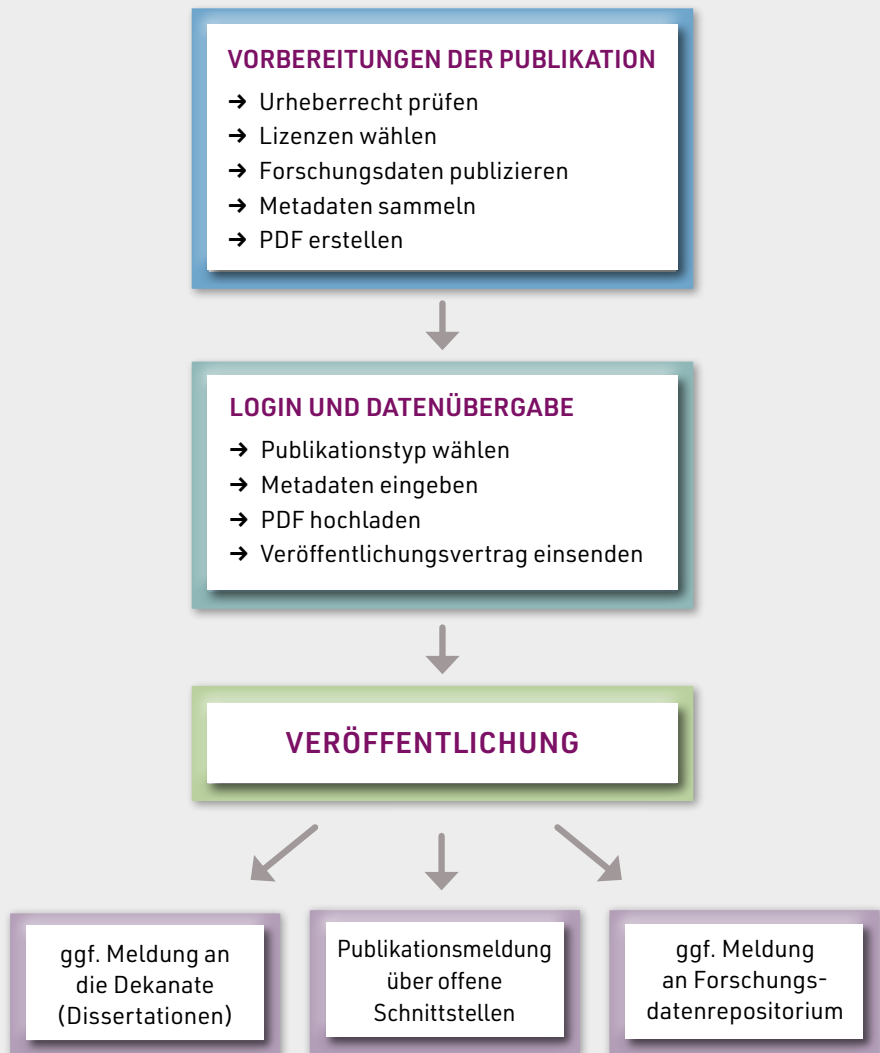 VORBEREITUNGEN DER PUBLIKATION
→ Urheberrecht prüfen
→ Lizenzen wählen
→ Forschungsdaten publizieren
→ Metadaten sammeln
→ PDF erstellen
LOGIN UND DATENÜBERGABE
→ Publikationstyp wählen
→ Metadaten eingeben
→ PDF hochladen
→ Veröffentlichungsvertrag einsenden
VERÖFFENTLICHUNG
ggf. Meldung an
die Dekanate
(Dissertationen)
Publikationsmeldung
über offene
Schnittstellen
ggf. Meldung
an Forschungs-
datenrepositorium